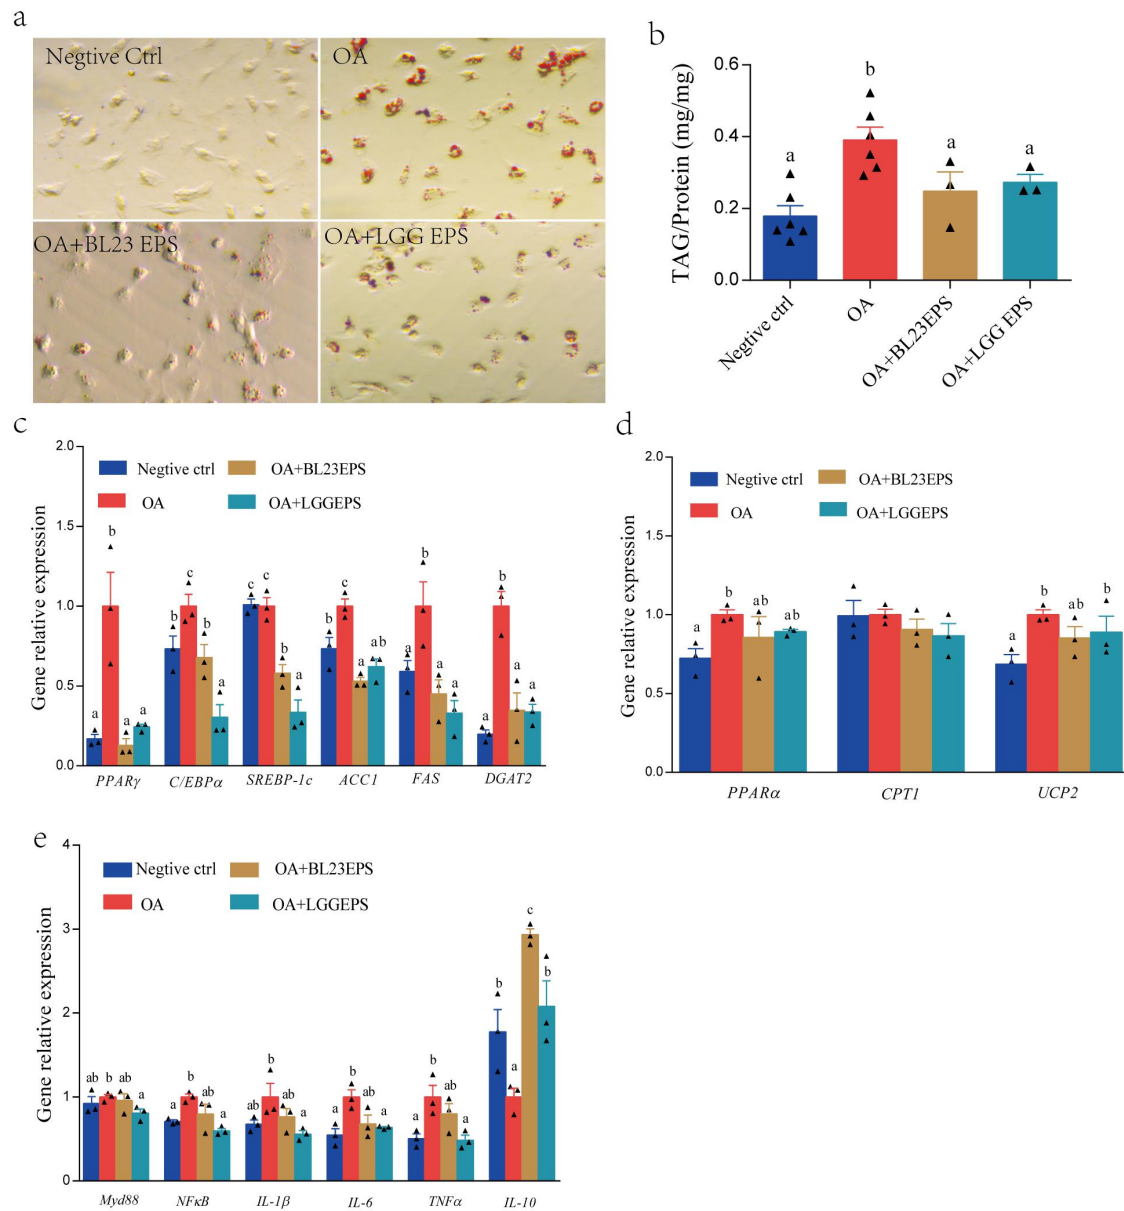 a
Negtive Ctrl
OA
OA+BL23 EPS
OA+LGG EPS
b
TAG/Protein (mg/mg)
0.6
0.4
0.2
0.0
a
b
a
a
Negtive ctrl
OA
OA+BL23EPS
OA+LGG EPS
c
Gene relative expression
2.0
1.5
1.0
0.5
0.0
Negtive ctrl
OA+BL23EPS
OA
OA+LGGEPS
a b a a
b c b a
c c b a
b c a ab
a b a a
a b a a
PPARγ C/EBPα SREBP-1c ACC1 FAS DGAT2
d
Gene relative expression
2.0
1.5
1.0
0.5
0.0
Negtive ctrl
OA+BL23EPS
OA
OA+LGGEPS
a b ab ab
a b ab b
PPARα CPT1 UCP2
e
Gene relative expression
4
3
2
1
0
Negtive ctrl
OA+BL23EPS
OA
OA+LGGEPS
ab b ab a
a b b a
ab b ab a
a b ab a
a b ab a
b a c b
Myd88 NFκB IL-1β IL-6 TNFα IL-10